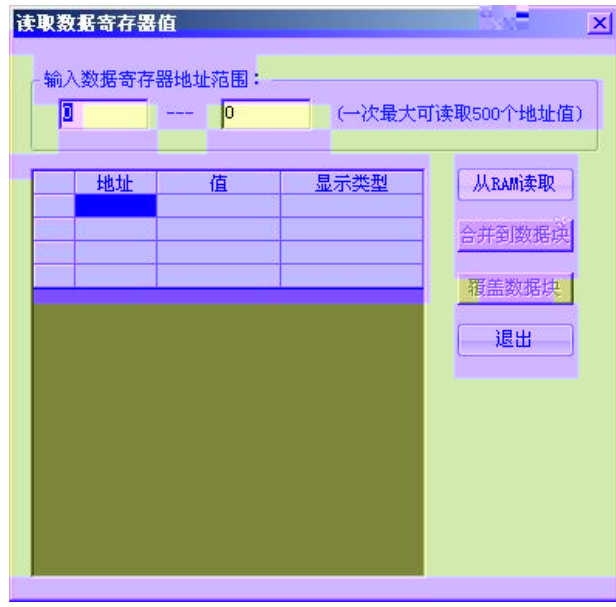 读取数据寄存器值
输入数据寄存器地址范围：
0 --- 0 (一次最大可读取500个地址值)
地址 值 显示类型
从RAM读取
合并到数据块
覆盖数据块
退出